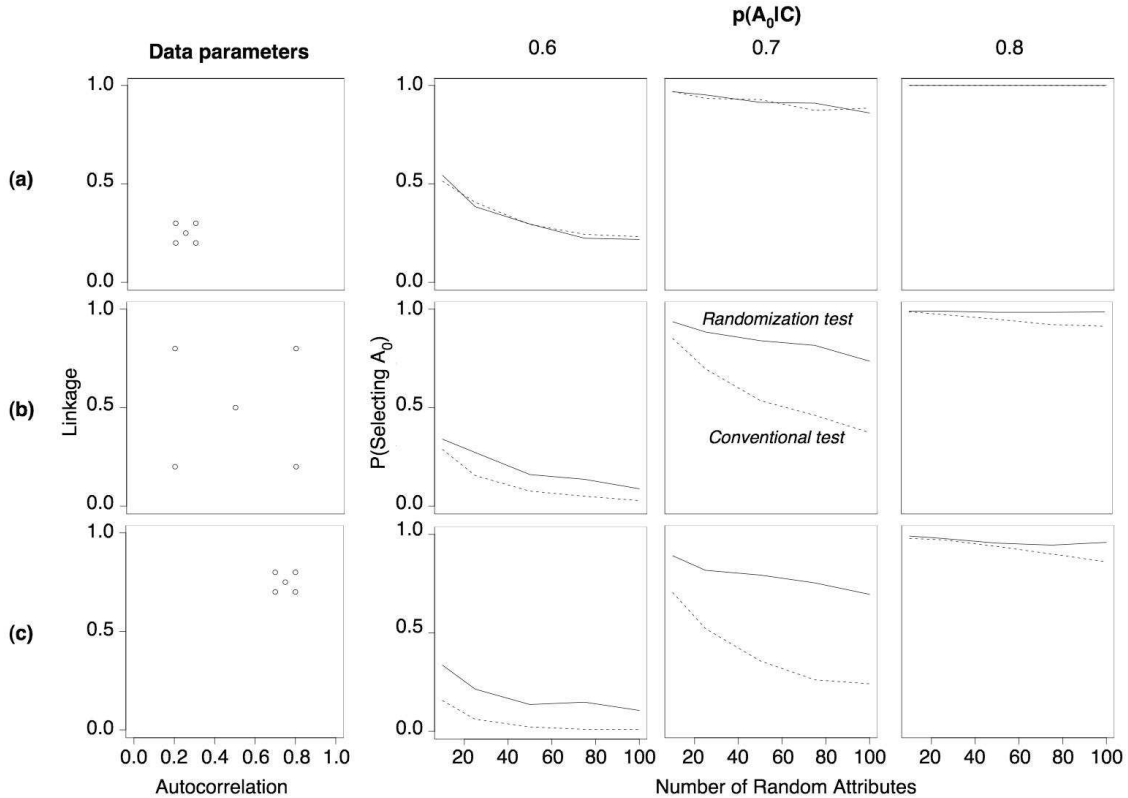 p(A0|C)
Data parameters
0.6
0.7
0.8
(a)
1.0
0.5
0.0
1.0
0.5
0.0
(b)
Linkage
1.0
0.5
0.0
P(Selecting A0)
1.0
0.5
0.0
Randomization test
Conventional test
(c)
1.0
0.5
0.0
1.0
0.5
0.0
0.0 0.2 0.4 0.6 0.8 1.0
20 40 60 80 100
20 40 60 80 100
20 40 60 80 100
Autocorrelation
Number of Random Attributes